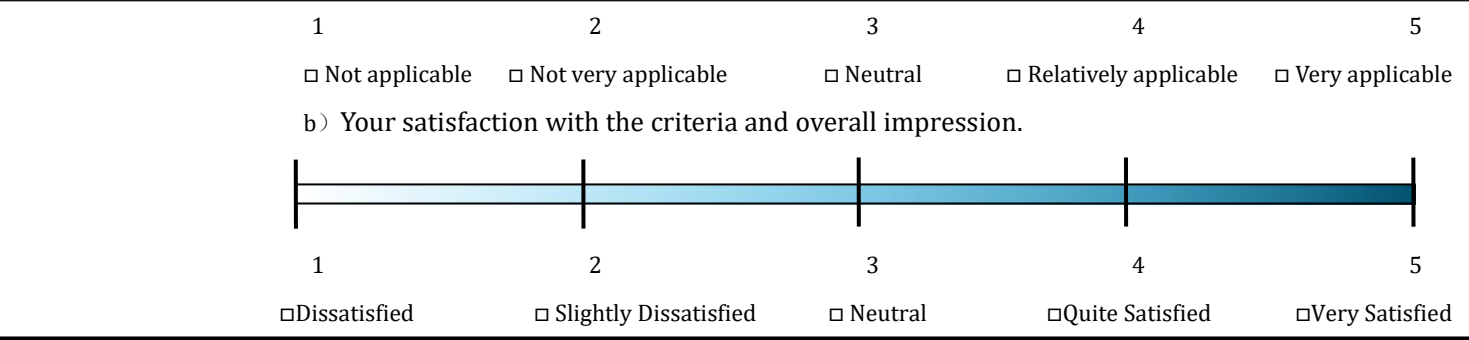 1 2 3 4 5
□ Not applicable □ Not very applicable □ Neutral □ Relatively applicable □ Very applicable
b）Your satisfaction with the criteria and overall impression.
1 2 3 4 5
□Dissatisfied □ Slightly Dissatisfied □ Neutral □Quite Satisfied □Very Satisfied